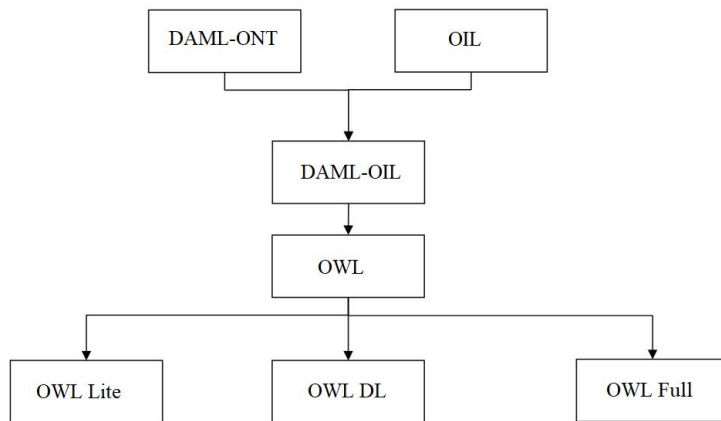 DAML-ONT
OIL
DAML-OIL
OWL
OWL Lite
OWL DL
OWL Full